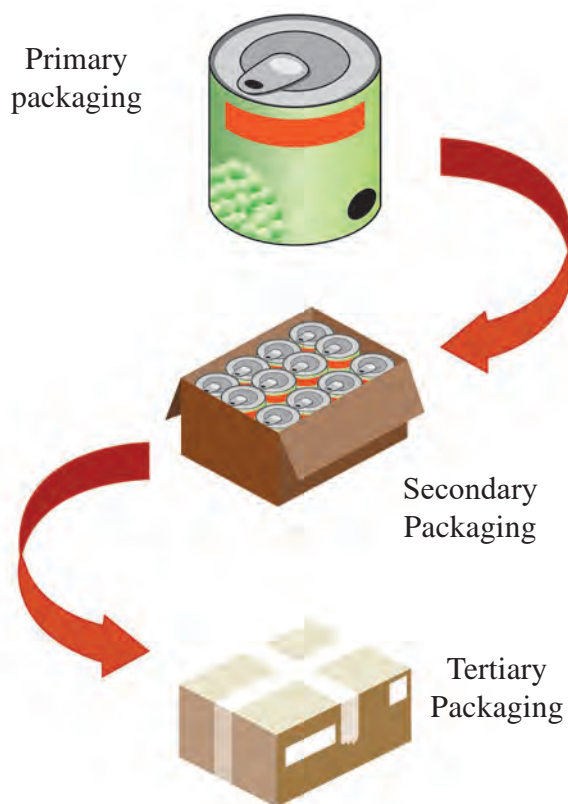 Primary
packaging
Secondary
Packaging
Tertiary
Packaging